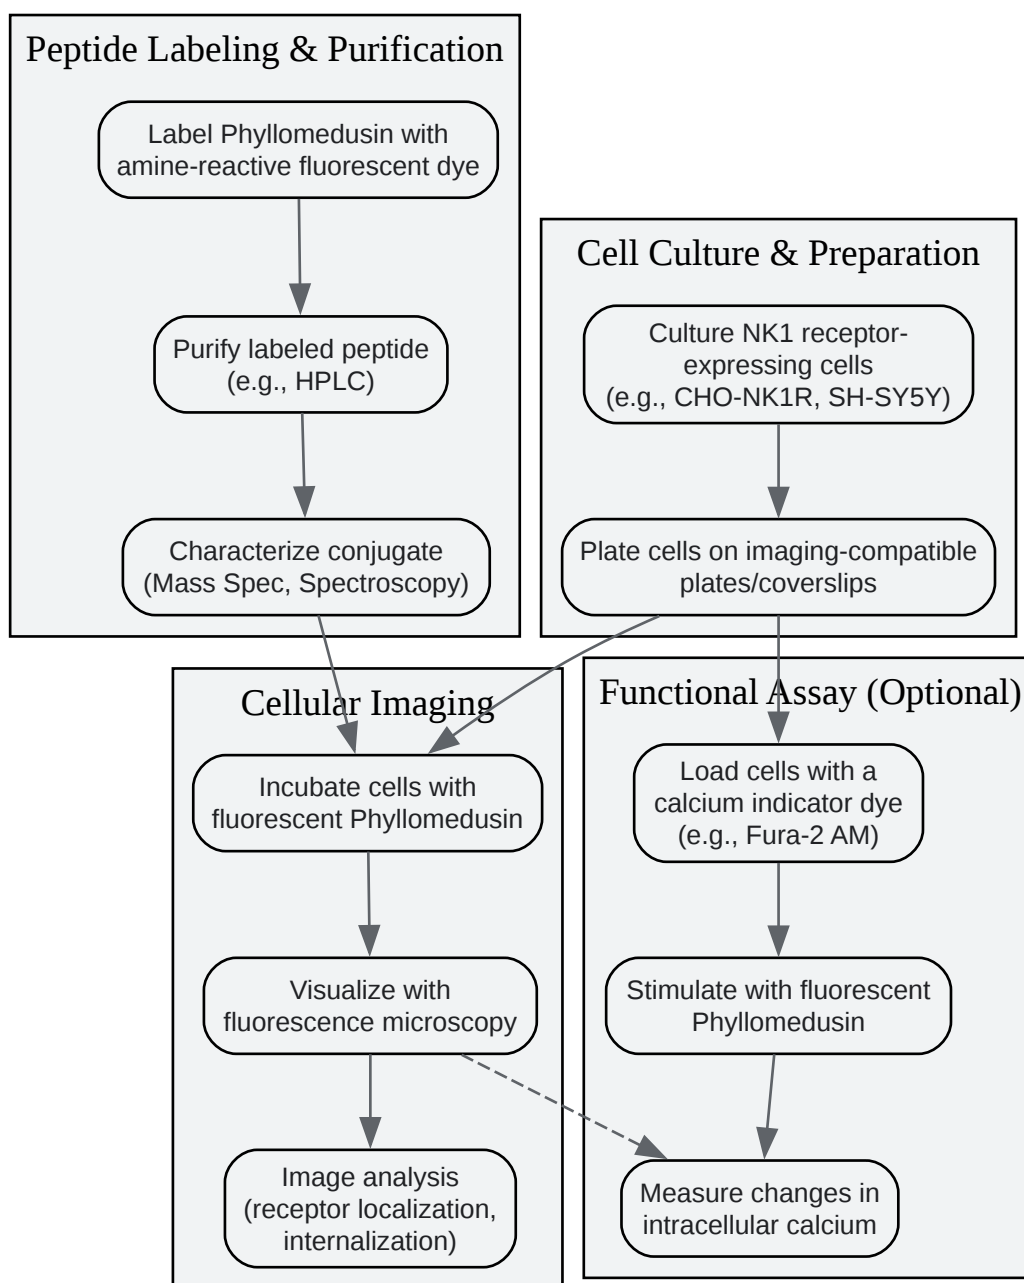 Peptide Labeling & Purification
Label Phyllomedusin with
amine-reactive fluorescent dye
Purify labeled peptide
(e.g., HPLC)
Characterize conjugate
(Mass Spec, Spectroscopy)
Cell Culture & Preparation
Culture NK1 receptor-
expressing cells
(e.g., CHO-NK1R, SH-SY5Y)
Plate cells on imaging-compatible
plates/coverslips
Cellular Imaging
Incubate cells with
fluorescent Phyllomedusin
Visualize with
fluorescence microscopy
Image analysis
(receptor localization,
internalization)
Functional Assay (Optional)
Load cells with a
calcium indicator dye
(e.g., Fura-2 AM)
Stimulate with fluorescent
Phyllomedusin
Measure changes in
intracellular calcium